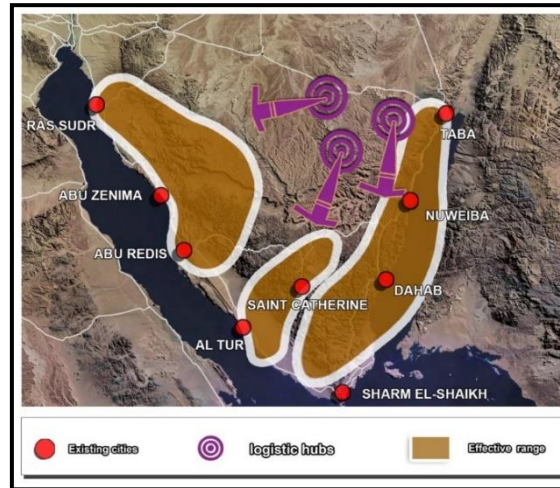 RAS SUDR
TABA
ABU ZENIMA
NUWEIBA
ABU REDIS
DAHAB
SAINT CATHERINE
AL TUR
SHARM EL-SHAIKH
Existing cities
logistic hubs
Effective range